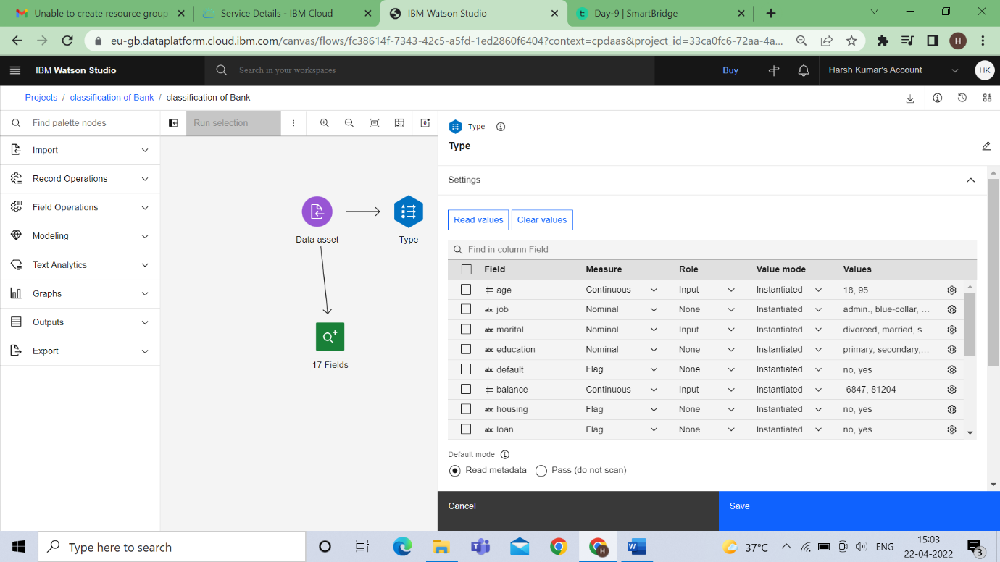 Unable to create resource group
Service Details - IBM Cloud
IBM Watson Studio
t:
Day-9 | SmartBridge
eu-gb.dataplatform.cloud.ibm.com/canvas/flows/fc38614f-7343-42c5-a5fd-1ed2860f6404?context=cpdaas&project_id=33ca0fc6-72aa-4a...
H
IBM Watson Studio
Search in your workspaces
Buy
Harsh Kumar's Account
HK
Projects / classification of Bank / classification of Bank
Find palette nodes
Run selection
Import
Record Operations
Field Operations
Modeling
Text Analytics
Graphs
Outputs
Export
Data asset
Type
17 Fields
Type
Type
Settings
Read values Clear values
Find in column Field
Field Measure Role Value mode Values
age Continuous Input Instantiated 18, 95
abc job Nominal None Instantiated admin., blue-collar, ...
abc marital Nominal Input Instantiated divorced, married, s...
abc education Nominal None Instantiated primary, secondary,...
abc default Flag None Instantiated no, yes
balance Continuous Input Instantiated -6847, 81204
abc housing Flag None Instantiated no, yes
abc loan Flag None Instantiated no, yes
Default mode
Read metadata Pass (do not scan)
Cancel
Save
Type here to search
37°C
ENG
15:03
22-04-2022
3